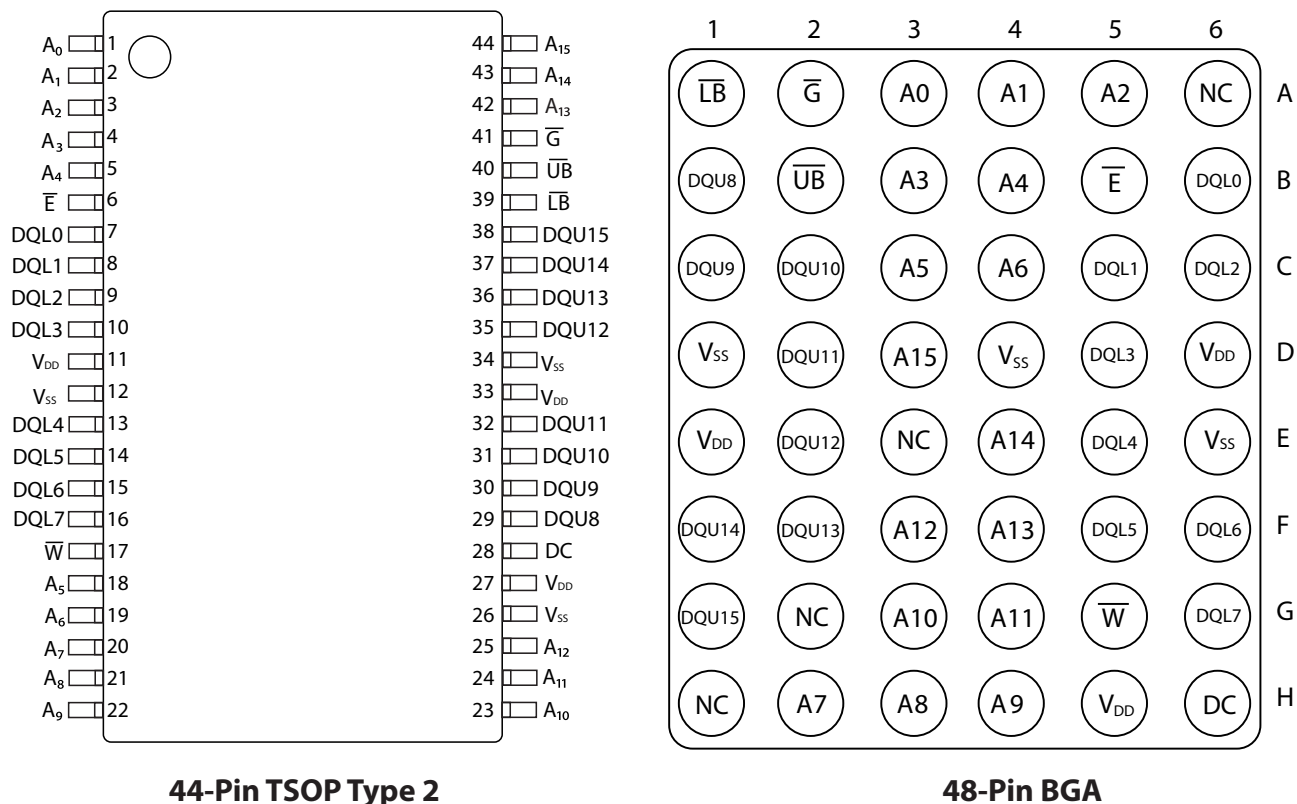 A₀ 1 44 A₁₅
A₁ 2 43 A₁₄
A₂ 3 42 A₁₃
A₃ 4 41 G̅
A₄ 5 40 U̅B̅
E̅ 6 39 L̅B̅
DQL0 7 38 DQU15
DQL1 8 37 DQU14
DQL2 9 36 DQU13
DQL3 10 35 DQU12
VDD 11 34 VSS
VSS 12 33 VDD
DQL4 13 32 DQU11
DQL5 14 31 DQU10
DQL6 15 30 DQU9
DQL7 16 29 DQU8
W̅ 17 28 DC
A₅ 18 27 VDD
A₆ 19 26 VSS
A₇ 20 25 A₁₂
A₈ 21 24 A₁₁
A₉ 22 23 A₁₀
44-Pin TSOP Type 2
1 2 3 4 5 6
L̅B̅ G̅ A0 A1 A2 NC A
DQU8 U̅B̅ A3 A4 E̅ DQL0 B
DQU9 DQU10 A5 A6 DQL1 DQL2 C
VSS DQU11 A15 VSS DQL3 VDD D
VDD DQU12 NC A14 DQL4 VSS E
DQU14 DQU13 A12 A13 DQL5 DQL6 F
DQU15 NC A10 A11 W̅ DQL7 G
NC A7 A8 A9 VDD DC H
48-Pin BGA